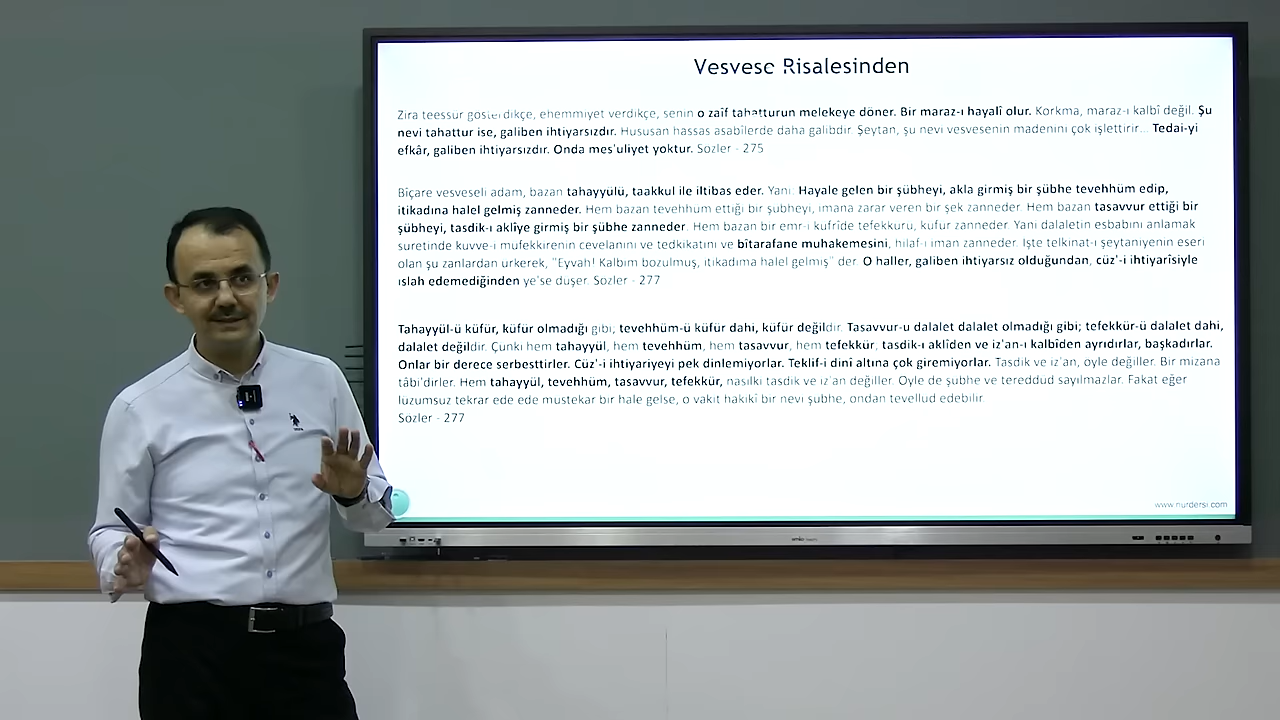 Vesvese Risalesinden
Zira teessür gösterdikçe, ehemmiyet verdikçe, senin o zaîf tahatturun melekeye döner. Bir maraz-ı hayalî olur. Korkma, maraz-ı kalbî değil. Şu
nevi tahattur ise, galiben ihtiyarsızdır. Hususan hassas asabîlerde daha galibdir. Şeytan, şu nevi vesvesenin madenini çok işlettirir... Tedai-yi
efkâr, galiben ihtiyarsızdır. Onda mes'uliyet yoktur. Sözler - 275
Bîçare vesveseli adam, bazan tahayyülü, taakkul ile iltibas eder. Yani: Hayale gelen bir şübheyi, akla girmiş bir şübhe tevehhüm edip,
itikadına halel gelmiş zanneder. Hem bazan tevehhüm ettiği bir şübheyi, imana zarar veren bir şek zanneder. Hem bazan tasavvur ettiği bir
şübheyi, tasdik-ı aklîye girmiş bir şübhe zanneder. Hem bazan bir emr-i küfrîde tefekkürü, küfür zanneder. Yani dalaletin esbabını anlamak
suretinde kuvve-i müfekkirenin cevelanını ve tedkikatını ve bîtarafane muhakemesini, hilaf-ı iman zanneder. İşte telkinat-ı şeytaniyenin eseri
olan şu zanlardan ürkerek, "Eyvah! Kalbim bozulmuş, itikadıma halel gelmiş" der. O haller, galiben ihtiyarsız olduğundan, cüz'-i ihtiyarîsiyle
ıslah edemediğinden ye'se düşer. Sözler - 277
Tahayyül-ü küfür, küfür olmadığı gibi, tevehhüm-ü küfür dahi, küfür değildir. Tasavvur-u dalalet dalalet olmadığı gibi; tefekkür-ü dalalet dahi,
dalalet değildir. Çünki hem tahayyül, hem tevehhüm, hem tasavvur, hem tefekkür; tasdik-ı aklîden ve iz'an-ı kalbîden ayrıdırlar, başkadırlar.
Onlar bir derece serbesttirler. Cüz'-i ihtiyariyeyi pek dinlemiyorlar. Teklif-i dinî altına çok giremiyorlar. Tasdik ve iz'an, öyle değiller. Bir mizana
tâbi'dirler. Hem tahayyül, tevehhüm, tasavvur, tefekkür, nasılki tasdik ve iz'an değiller. Öyle de şübhe ve tereddüd sayılmazlar. Fakat eğer
lüzumsuz tekrar ede ede müstekar bir hale gelse, o vakit hakikî bir nevi şübhe, ondan tevellüd edebilir.
Sözler - 277
www.nurdersi.com